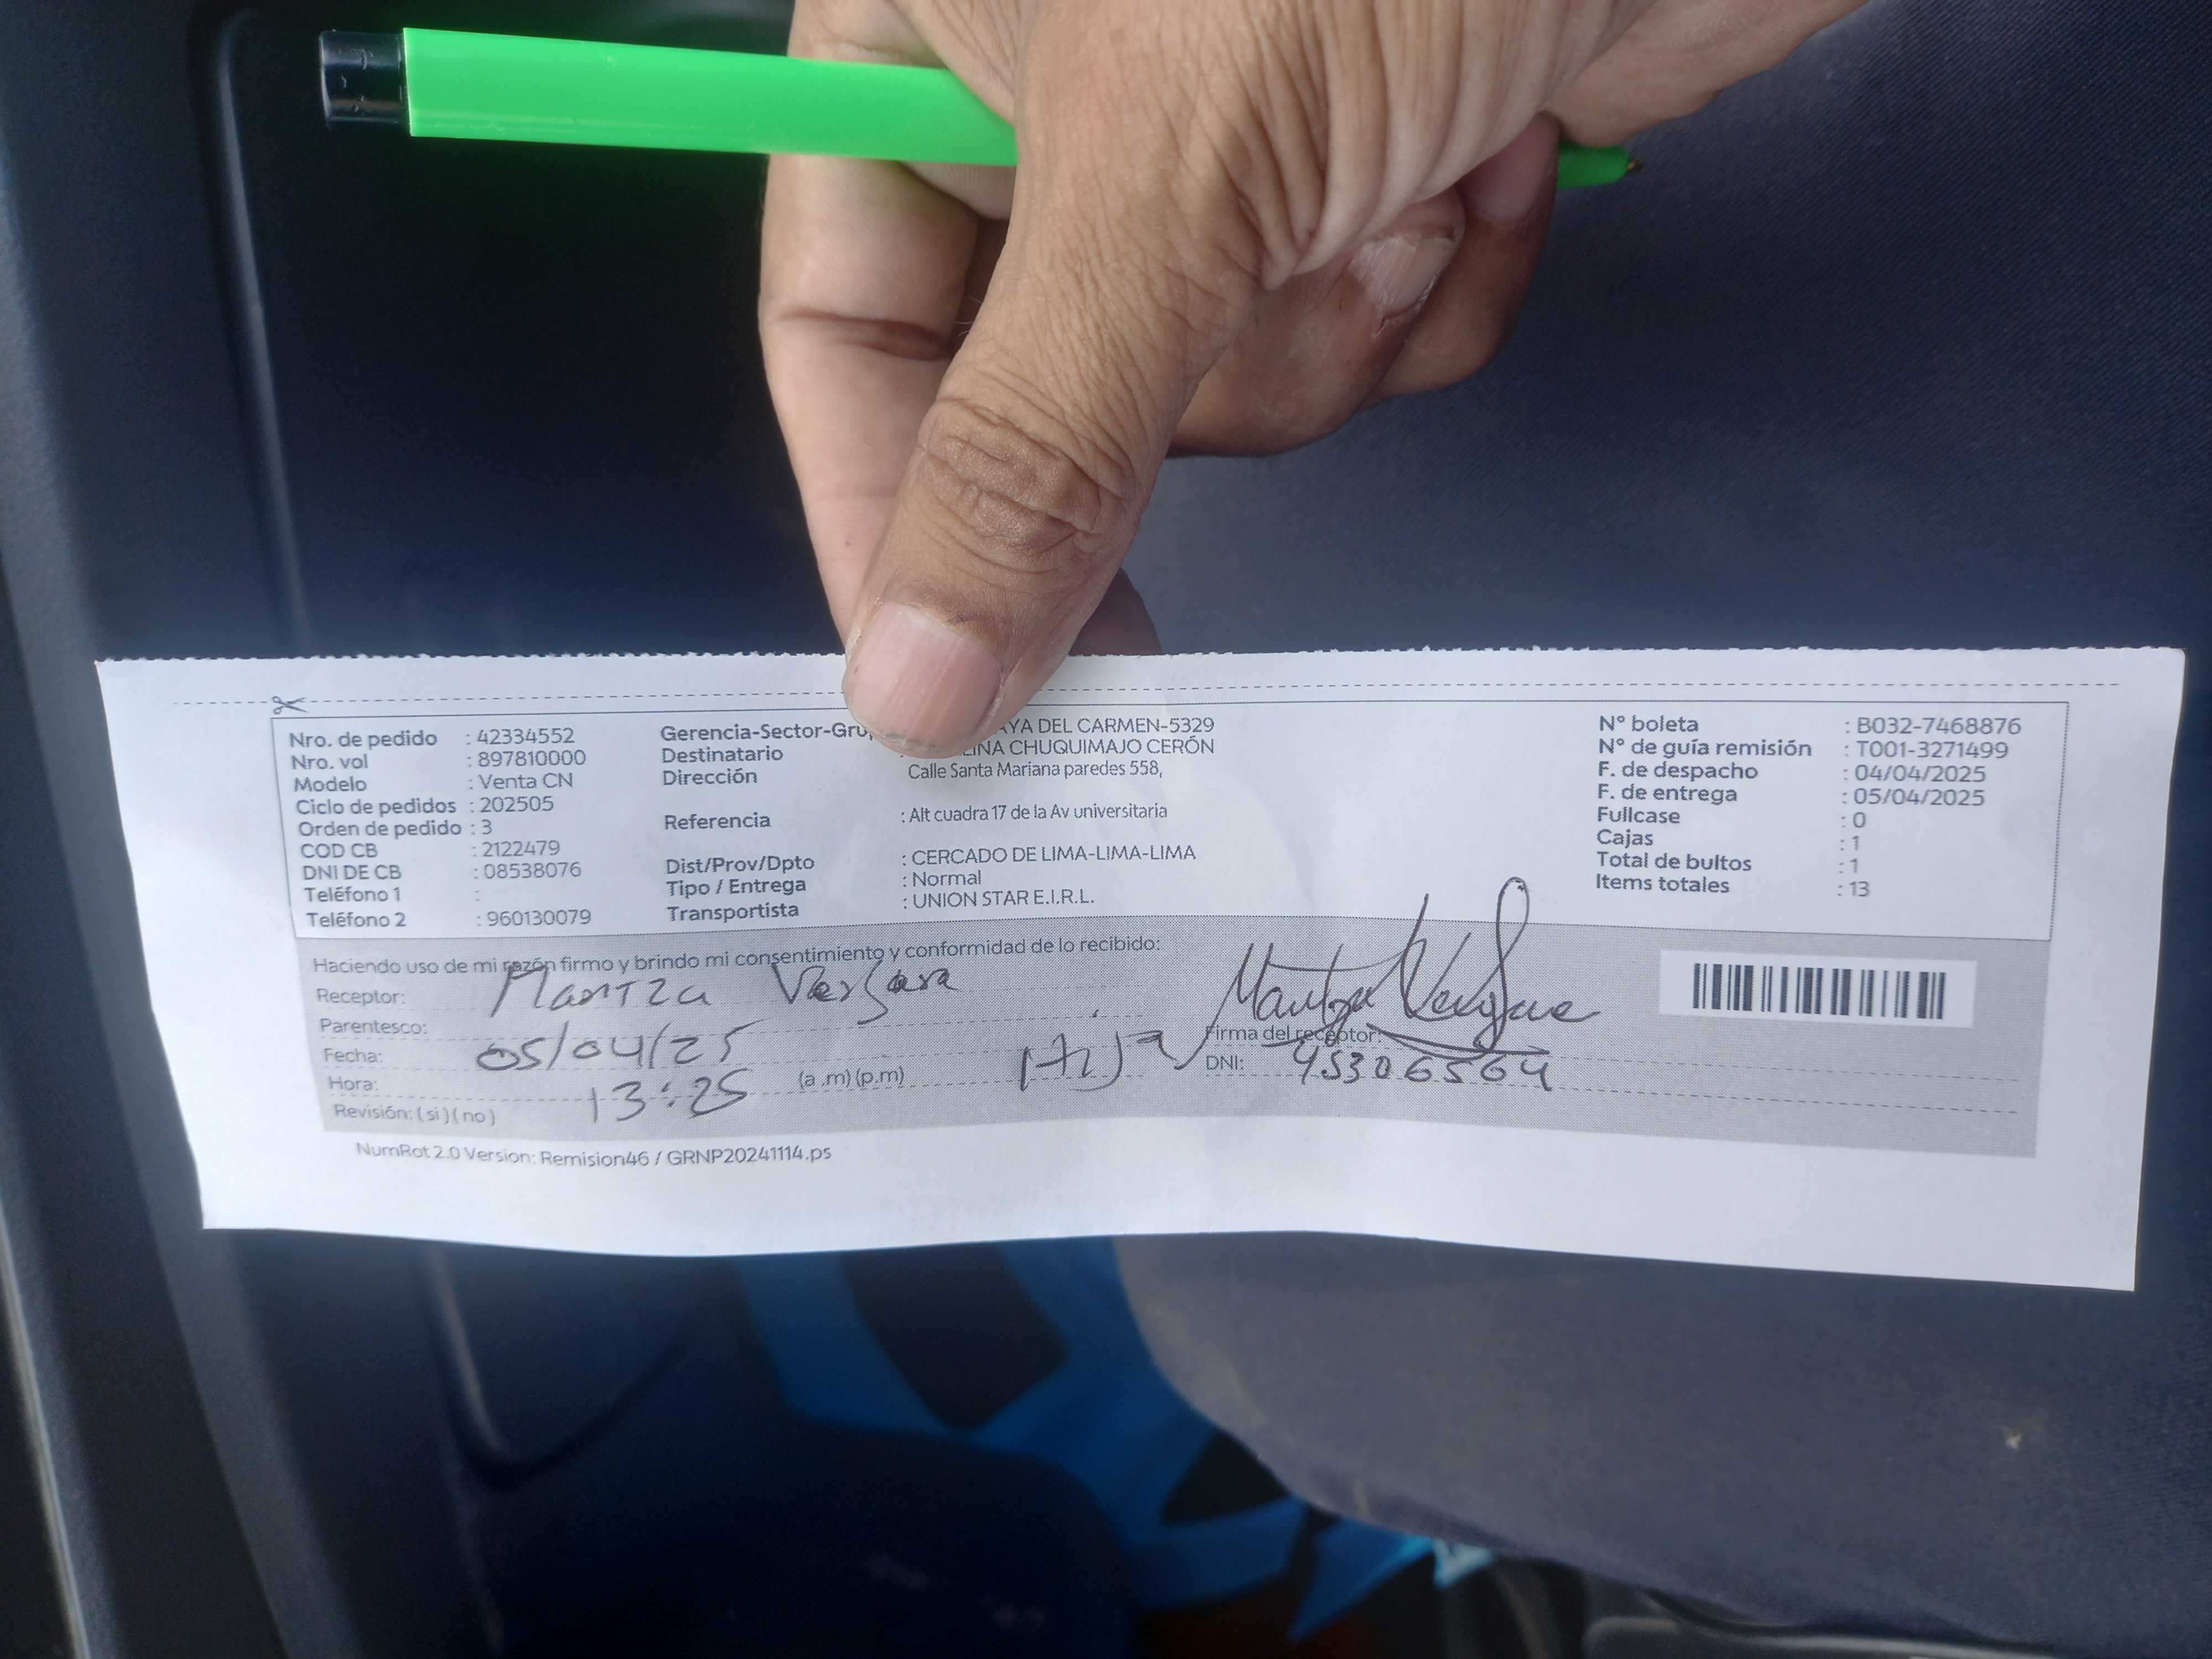 Nro. de pedido : 42334552
Nro. vol : 897810000
Modelo : Venta CN
Ciclo de pedidos : 202505
Orden de pedido : 3
COD CB : 2122479
DNI DE CB : 08538076
Teléfono 1 :
Teléfono 2 : 960130079
Gerencia-Sector-Gru AYA DEL CARMEN-5329
Destinatario : INA CHUQUIMAJO CERÓN
Dirección Calle Santa Mariana paredes 558,
Referencia : Alt cuadra 17 de la Av universitaria
Dist/Prov/Dpto : CERCADO DE LIMA-LIMA-LIMA
Tipo / Entrega : Normal
Transportista : UNION STAR E.I.R.L.
N° boleta : B032-7468876
N° de guía remisión : T001-3271499
F. de despacho : 04/04/2025
F. de entrega : 05/04/2025
Fullcase : 0
Cajas : 1
Total de bultos : 1
Items totales : 13
Haciendo uso de mi razón firmo y brindo mi consentimiento y conformidad de lo recibido:
Receptor: Maritza Vergara
Parentesco: Hija
Fecha: 05/04/25
Hora: 13:25 (a.m) (p.m)
Revisión: ( si ) ( no )
Maritza Vergara
Firma del receptor:
DNI: 45306564
NumRot 2.0 Version: Remision46 / GRNP20241114.ps